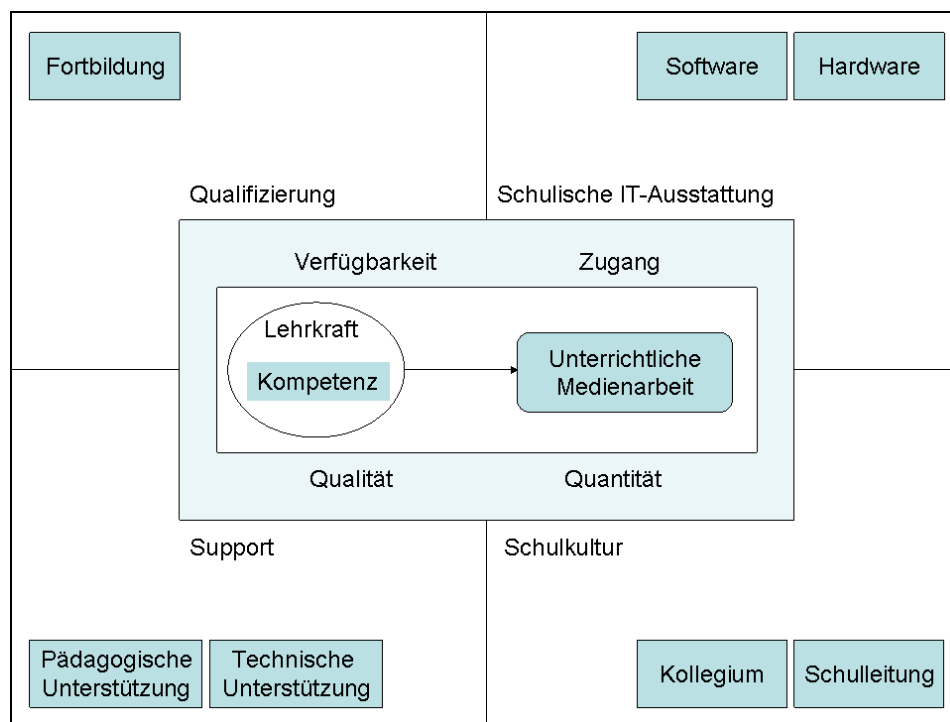 Fortbildung
Software
Hardware
Qualifizierung
Schulische IT-Ausstattung
Verfügbarkeit
Zugang
Lehrkraft
Kompetenz
Unterrichtliche
Medienarbeit
Qualität
Quantität
Support
Schulkultur
Pädagogische
Unterstützung
Technische
Unterstützung
Kollegium
Schulleitung